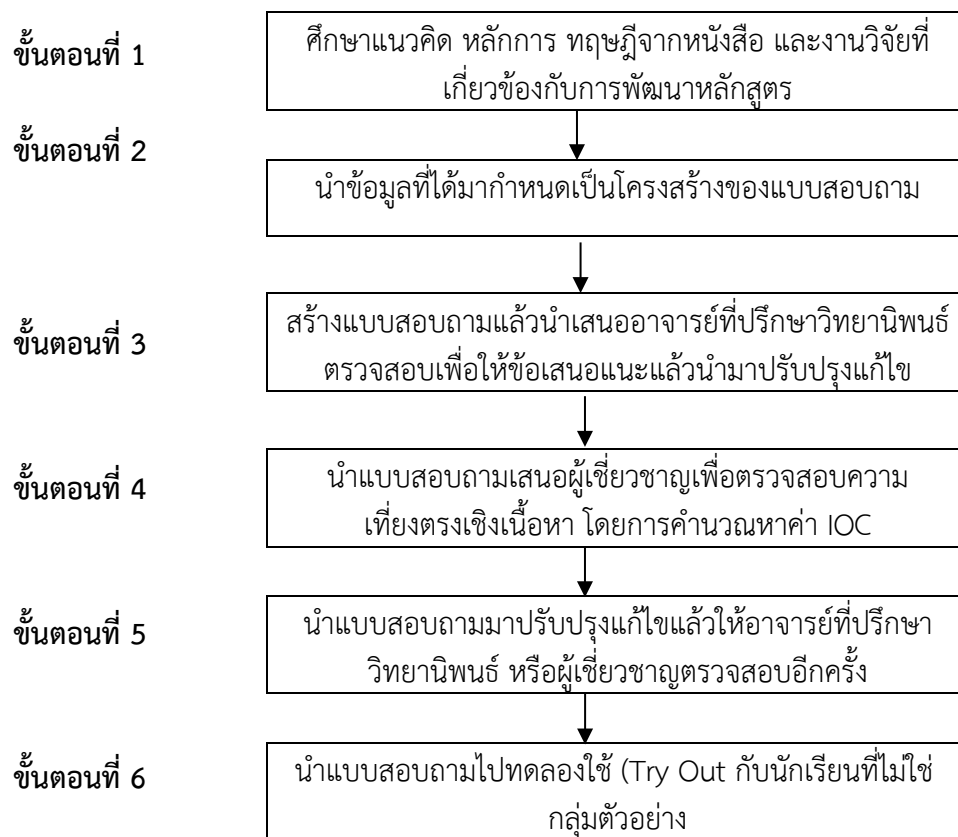 ขั้นตอนที่ 1
ศึกษาแนวคิด หลักการ ทฤษฎีจากหนังสือ และงานวิจัยที่
เกี่ยวข้องกับการพัฒนาหลักสูตร
ขั้นตอนที่ 2
นำข้อมูลที่ได้มากำหนดเป็นโครงสร้างของแบบสอบถาม
ขั้นตอนที่ 3
สร้างแบบสอบถามแล้วนำเสนออาจารย์ที่ปรึกษาวิทยานิพนธ์
ตรวจสอบเพื่อให้ข้อเสนอแนะแล้วนำมาปรับปรุงแก้ไข
ขั้นตอนที่ 4
นำแบบสอบถามเสนอผู้เชี่ยวชาญเพื่อตรวจสอบความ
เที่ยงตรงเชิงเนื้อหา โดยการคำนวณหาค่า IOC
ขั้นตอนที่ 5
นำแบบสอบถามมาปรับปรุงแก้ไขแล้วให้อาจารย์ที่ปรึกษา
วิทยานิพนธ์ หรือผู้เชี่ยวชาญตรวจสอบอีกครั้ง
ขั้นตอนที่ 6
นำแบบสอบถามไปทดลองใช้ (Try Out กับนักเรียนที่ไม่ใช่
กลุ่มตัวอย่าง